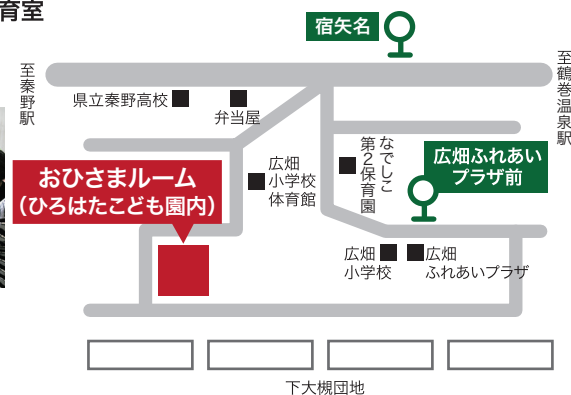 育室
宿矢名
至秦野駅
至鶴巻温泉駅
県立秦野高校
弁当屋
広畑
小学校
体育館
なでしこ
第2保育園
広畑ふれあい
プラザ前
おひさまルーム
(ひろはたこども園内)
広畑
小学校
広畑
ふれあいプラザ
下大槻団地